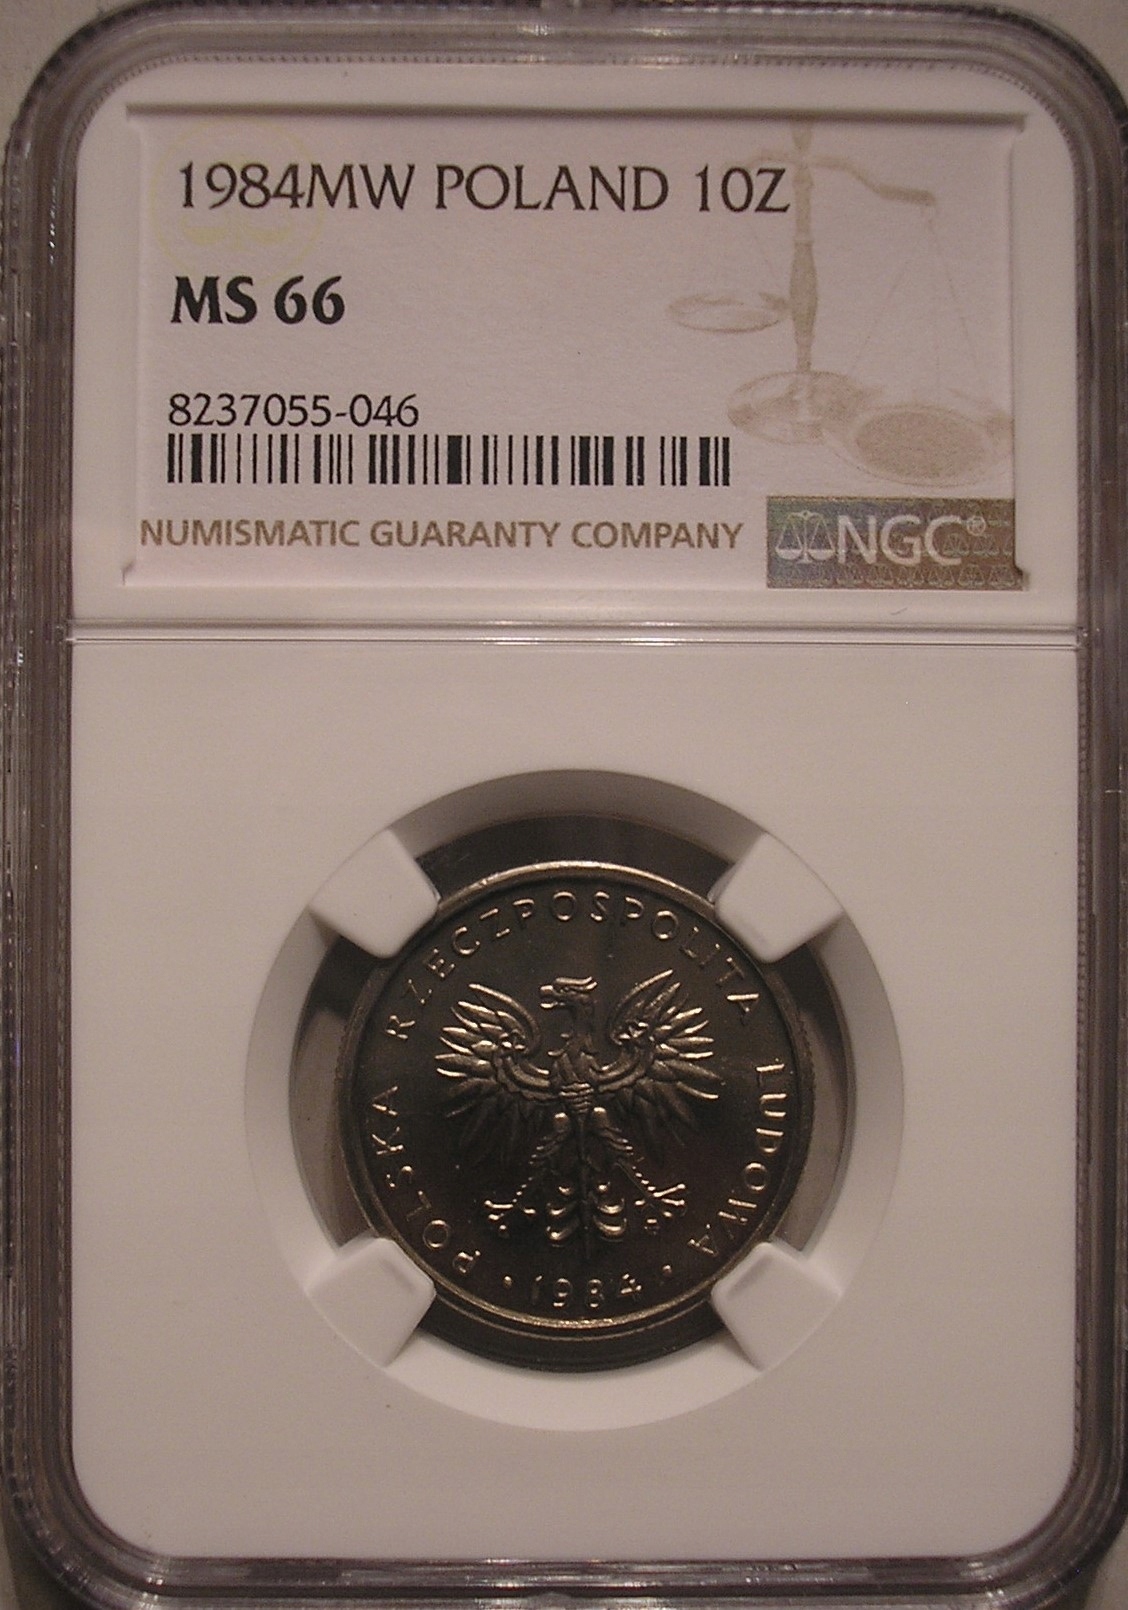 1984MW POLAND 10Z
MS 66
8237055-046
NUMISMATIC GUARANTY COMPANY
NGC®
POLSKA RZECZPOSPOLITA LUDOWA
• 1984 •